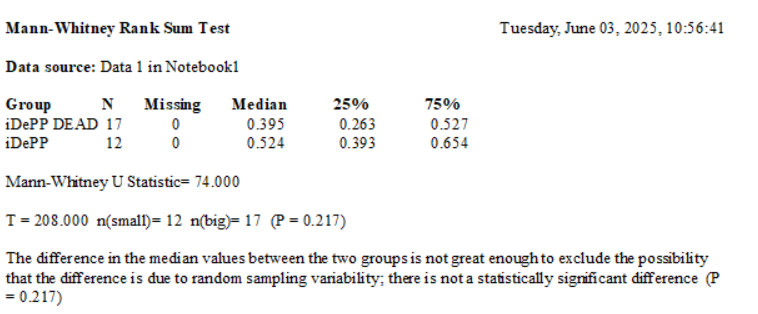 Mann-Whitney Rank Sum Test Tuesday, June 03, 2025, 10:56:41
Data source: Data 1 in Notebook1
Group N Missing Median 25% 75%
iDePP DEAD 17 0 0.395 0.263 0.527
iDePP 12 0 0.524 0.393 0.654
Mann-Whitney U Statistic= 74.000
T = 208.000 n(small)= 12 n(big)= 17 (P = 0.217)
The difference in the median values between the two groups is not great enough to exclude the possibility
that the difference is due to random sampling variability; there is not a statistically significant difference (P
= 0.217)